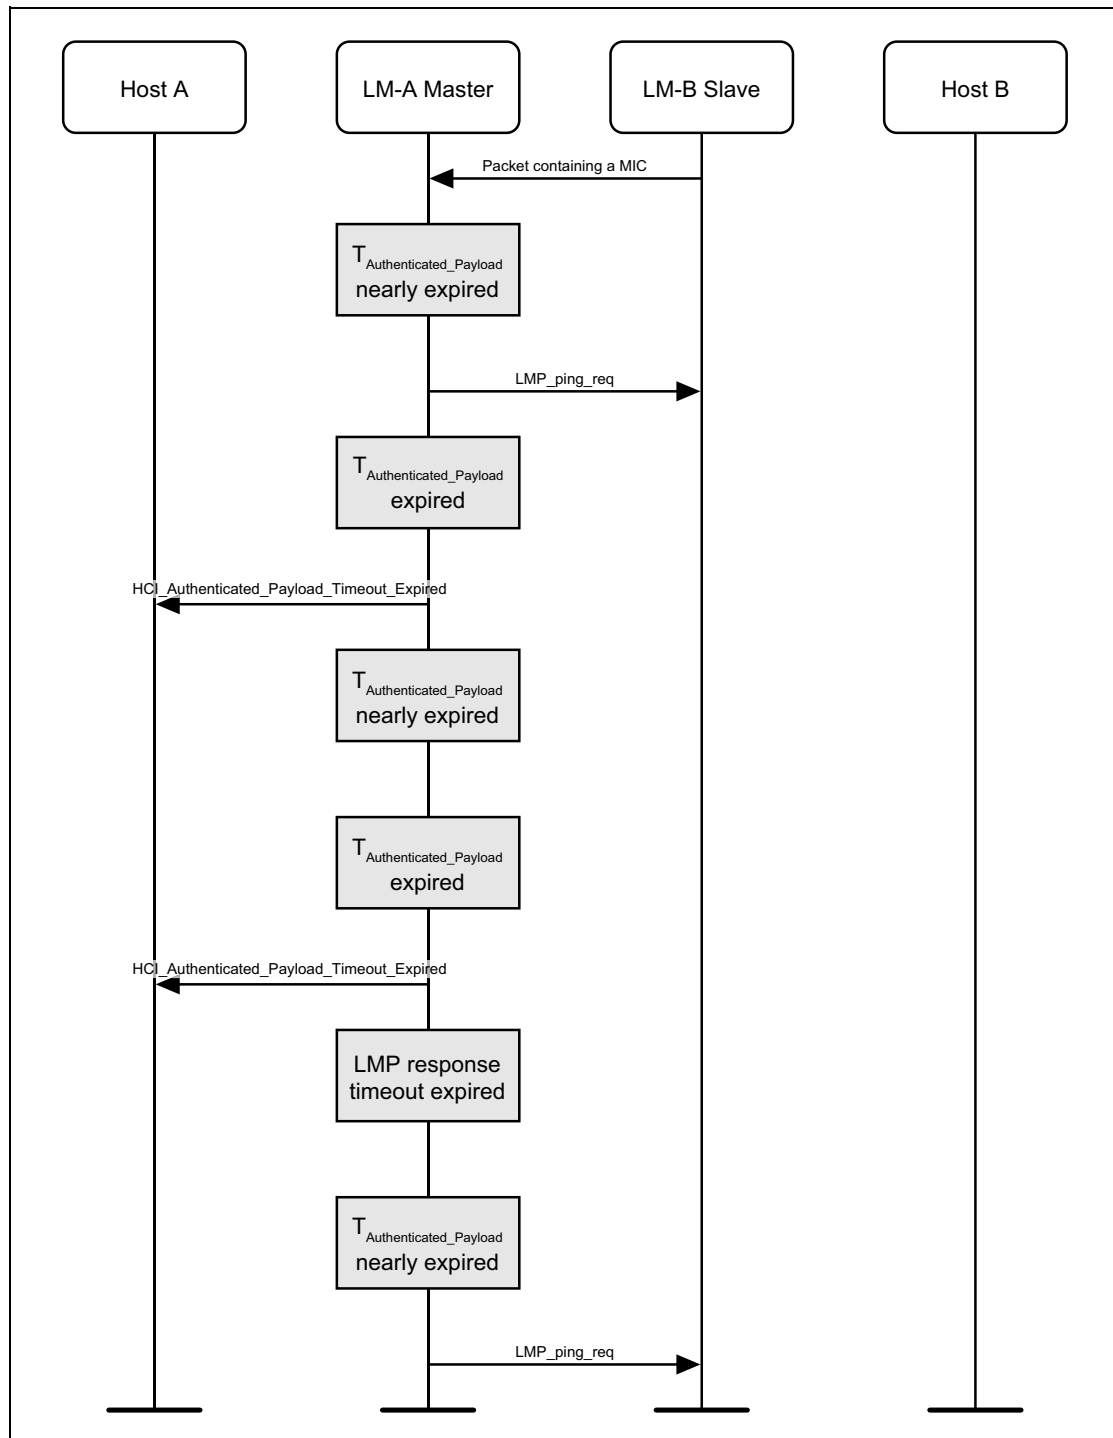 Host A
LM-A Master
LM-B Slave
Host B
Packet containing a MIC
TAuthenticated_Payload
nearly expired
LMP_ping_req
TAuthenticated_Payload
expired
HCI_Authenticated_Payload_Timeout_Expired
TAuthenticated_Payload
nearly expired
TAuthenticated_Payload
expired
HCI_Authenticated_Payload_Timeout_Expired
LMP response
timeout expired
TAuthenticated_Payload
nearly expired
LMP_ping_req